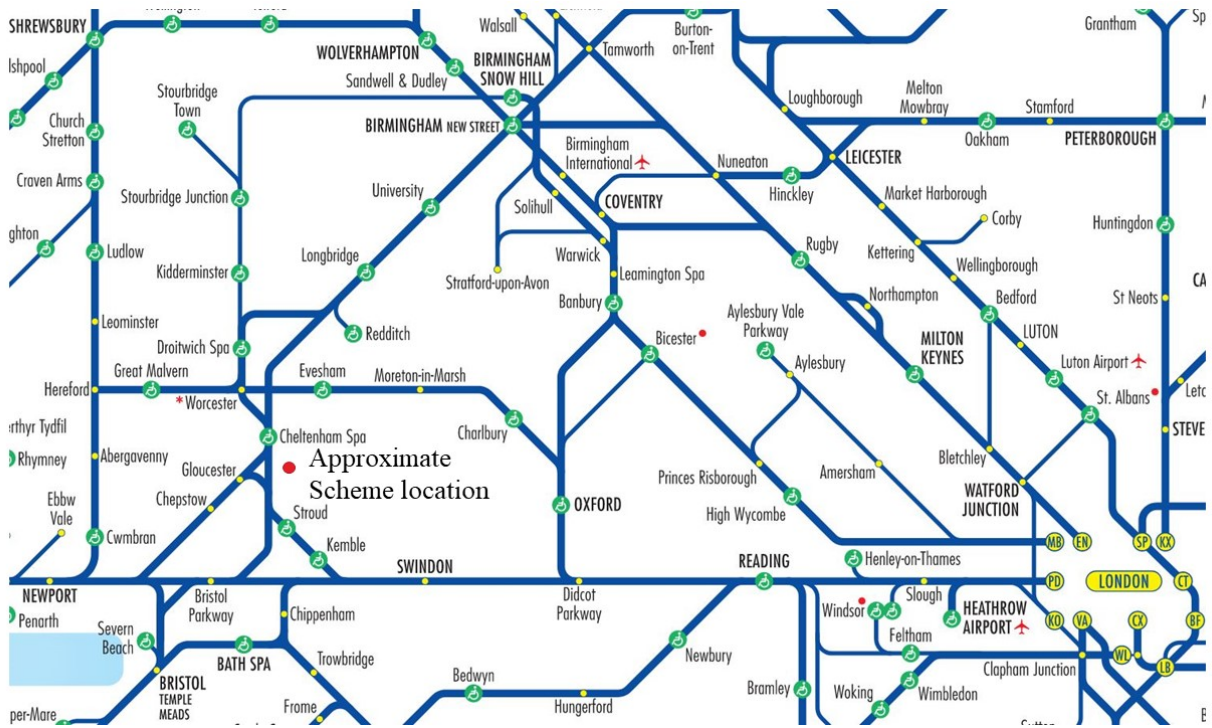 SHREWSBURY
WOLVERHAMPTON
Sandwell & Dudley
Walsall
BIRMINGHAM
SNOW HILL
Burton-
on-Trent
Tamworth
Grantham
Stourbridge
Town
Church
Stretton
BIRMINGHAM NEW STREET
Loughborough
Melton
Mowbray
Stamford
Oakham
PETERBOROUGH
Birmingham
International
Nuneaton
LEICESTER
Hinckley
Craven Arms
Stourbridge Junction
University
Solihull
COVENTRY
Market Harborough
Corby
Huntingdon
Ludlow
Kidderminster
Longbridge
Warwick
Stratford-upon-Avon
Leamington Spa
Rugby
Kettering
Wellingborough
Leominster
Droitwich Spa
Redditch
Banbury
Bicester
Aylesbury Vale
Parkway
Northampton
Bedford
St Neots
LUTON
Hereford
Great Malvern
* Worcester
Evesham
Moreton-in-Marsh
Aylesbury
MILTON
KEYNES
Luton Airport
St. Albans
Rhymney
Abergavenny
Gloucester
Cheltenham Spa
Charlbury
Approximate
Scheme location
Princes Risborough
Amersham
Bletchley
Ebbw
Vale
Chepstow
Stroud
OXFORD
High Wycombe
WATFORD
JUNCTION
Cwmbran
Kemble
MB
EN
SP
KX
NEWPORT
Bristol
Parkway
SWINDON
Didcot
Parkway
READING
Henley-on-Thames
Slough
PD
LONDON
CT
Penarth
Severn
Beach
Chippenham
Windsor
HEATHROW
AIRPORT
KO
VA
CX
BF
BATH SPA
Trowbridge
Newbury
Feltham
Clapham Junction
WL
LB
BRISTOL
TEMPLE
MEADS
Frome
Bedwyn
Hungerford
Bramley
Woking
Wimbledon